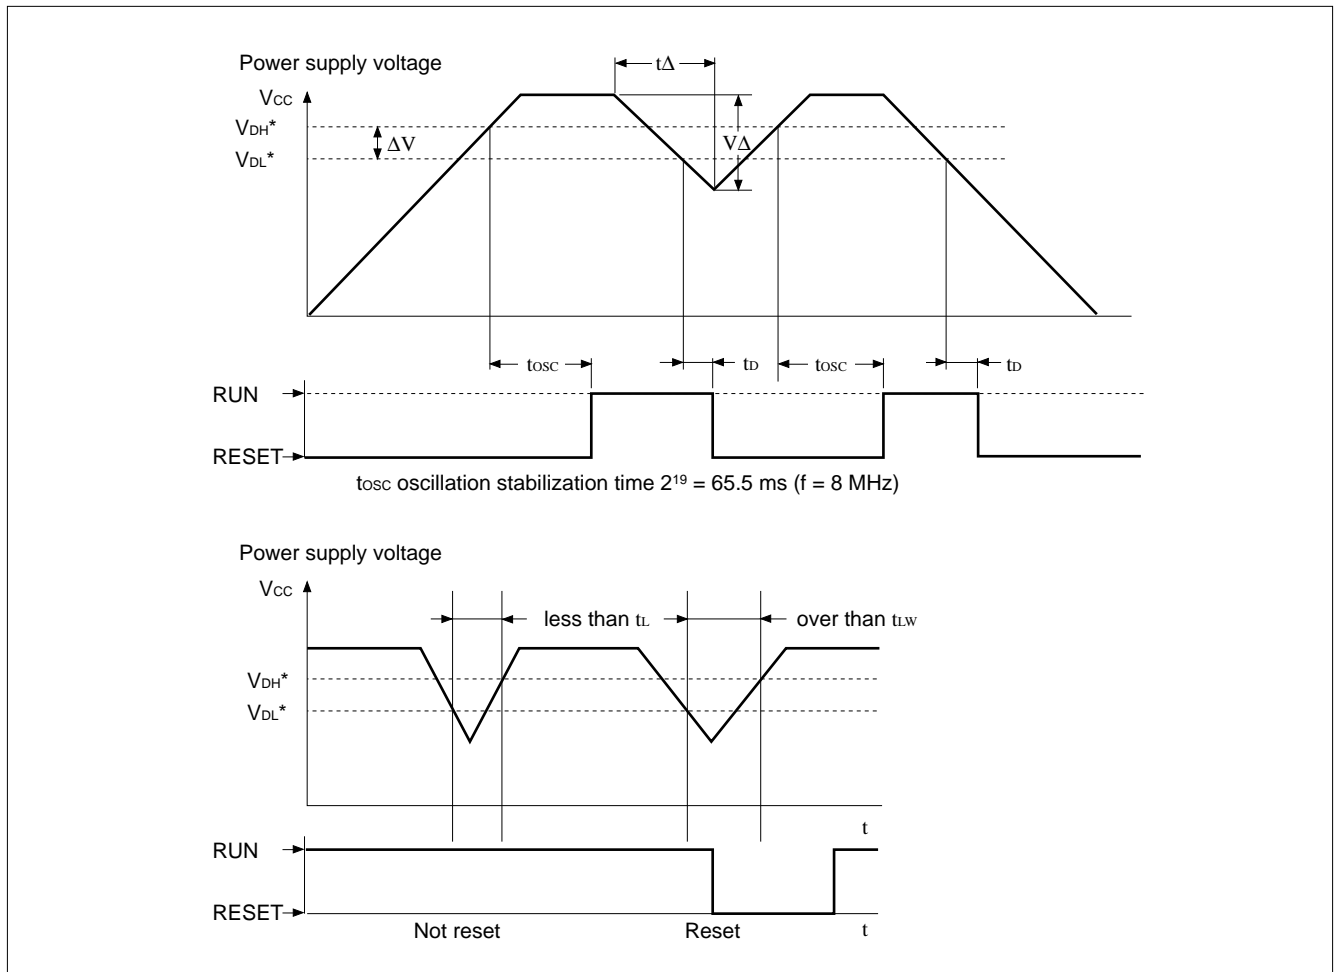 Power supply voltage
tΔ
VCC
VDH*
ΔV
VΔ
VDL*
tOSC
tD
tOSC
tD
RUN
RESET
tosc oscillation stabilization time 2¹⁹ = 65.5 ms (f = 8 MHz)
Power supply voltage
VCC
less than tL
over than tLW
VDH*
VDL*
t
RUN
RESET
Not reset
Reset
t